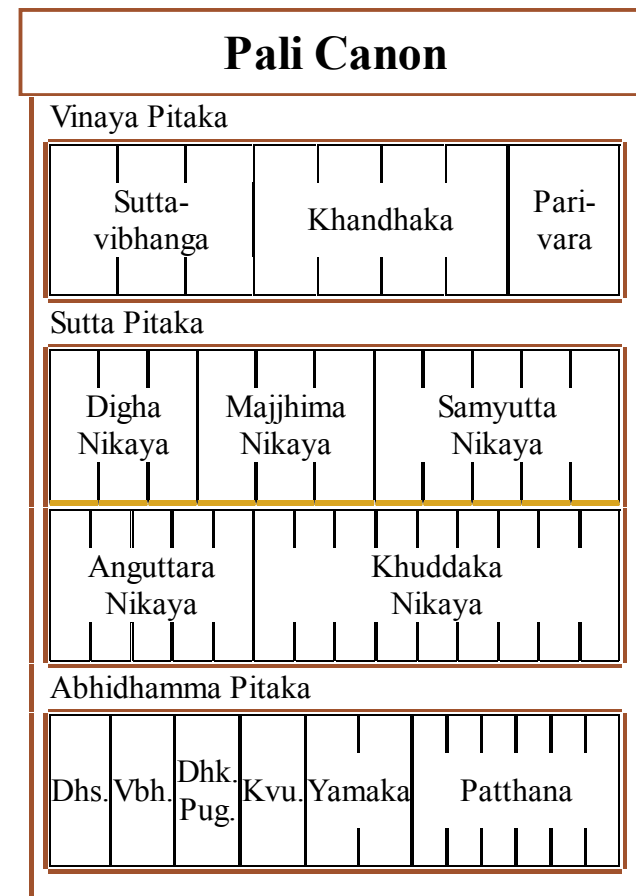 Pali Canon
Vinaya Pitaka
Sutta-
vibhanga
Khandhaka
Pari-
vara
Sutta Pitaka
Digha
Nikaya
Majjhima
Nikaya
Samyutta
Nikaya
Anguttara
Nikaya
Khuddaka
Nikaya
Abhidhamma Pitaka
Dhs.
Vbh.
Dhk.
Pug.
Kvu.
Yamaka
Patthana